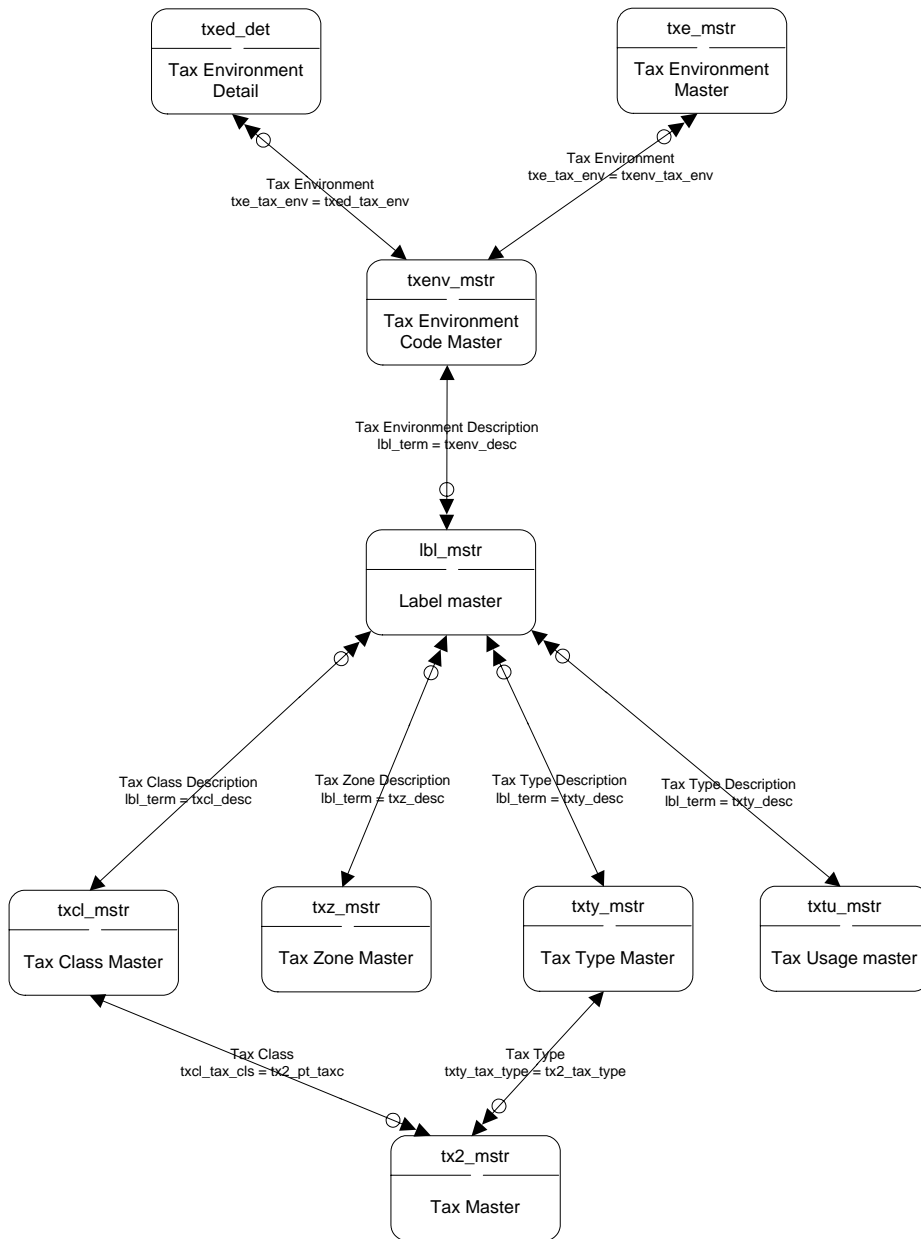 txed_det
Tax Environment
Detail
txe_mstr
Tax Environment
Master
Tax Environment
txe_tax_env = txed_tax_env
Tax Environment
txe_tax_env = txenv_tax_env
txenv_mstr
Tax Environment
Code Master
Tax Environment Description
lbl_term = txenv_desc
lbl_mstr
Label master
Tax Class Description
lbl_term = txcl_desc
Tax Zone Description
lbl_term = txz_desc
Tax Type Description
lbl_term = txty_desc
Tax Type Description
lbl_term = txty_desc
txcl_mstr
Tax Class Master
txz_mstr
Tax Zone Master
txty_mstr
Tax Type Master
txtu_mstr
Tax Usage master
Tax Class
txcl_tax_cls = tx2_pt_taxc
Tax Type
txty_tax_type = tx2_tax_type
tx2_mstr
Tax Master